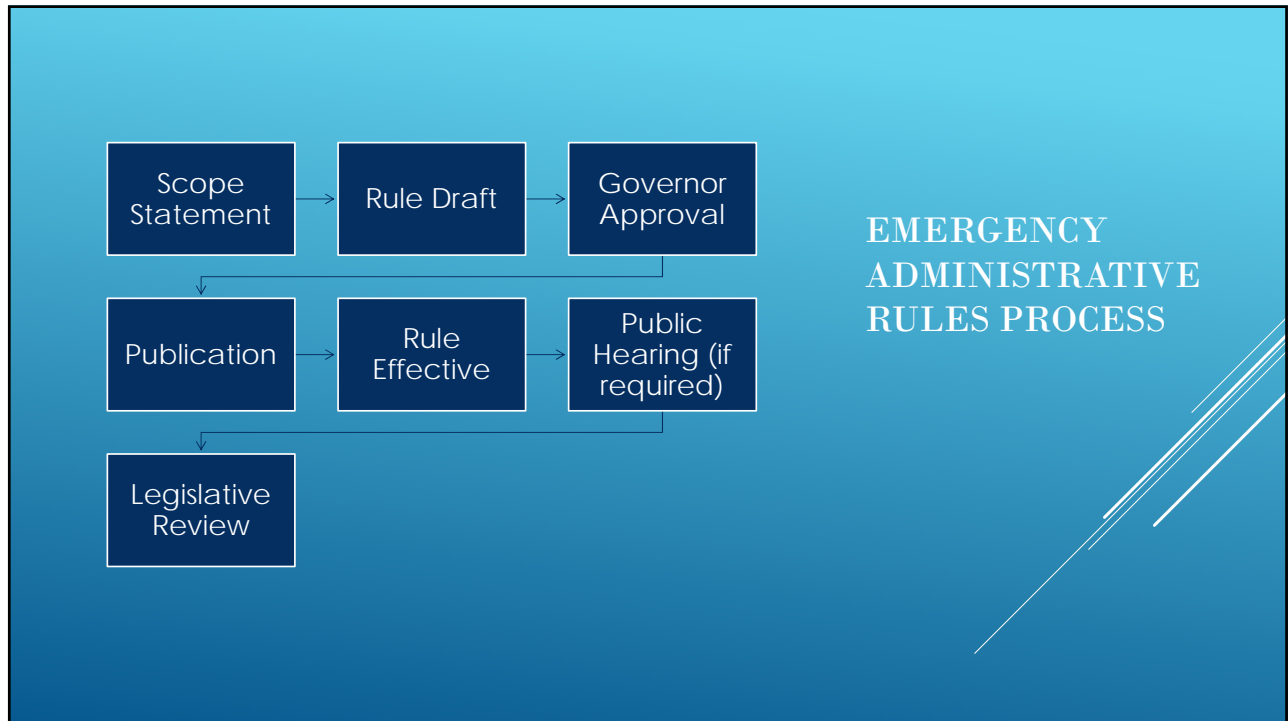 Scope
Statement
Rule Draft
Governor
Approval
Publication
Rule
Effective
Public
Hearing (if
required)
Legislative
Review
EMERGENCY
ADMINISTRATIVE
RULES PROCESS